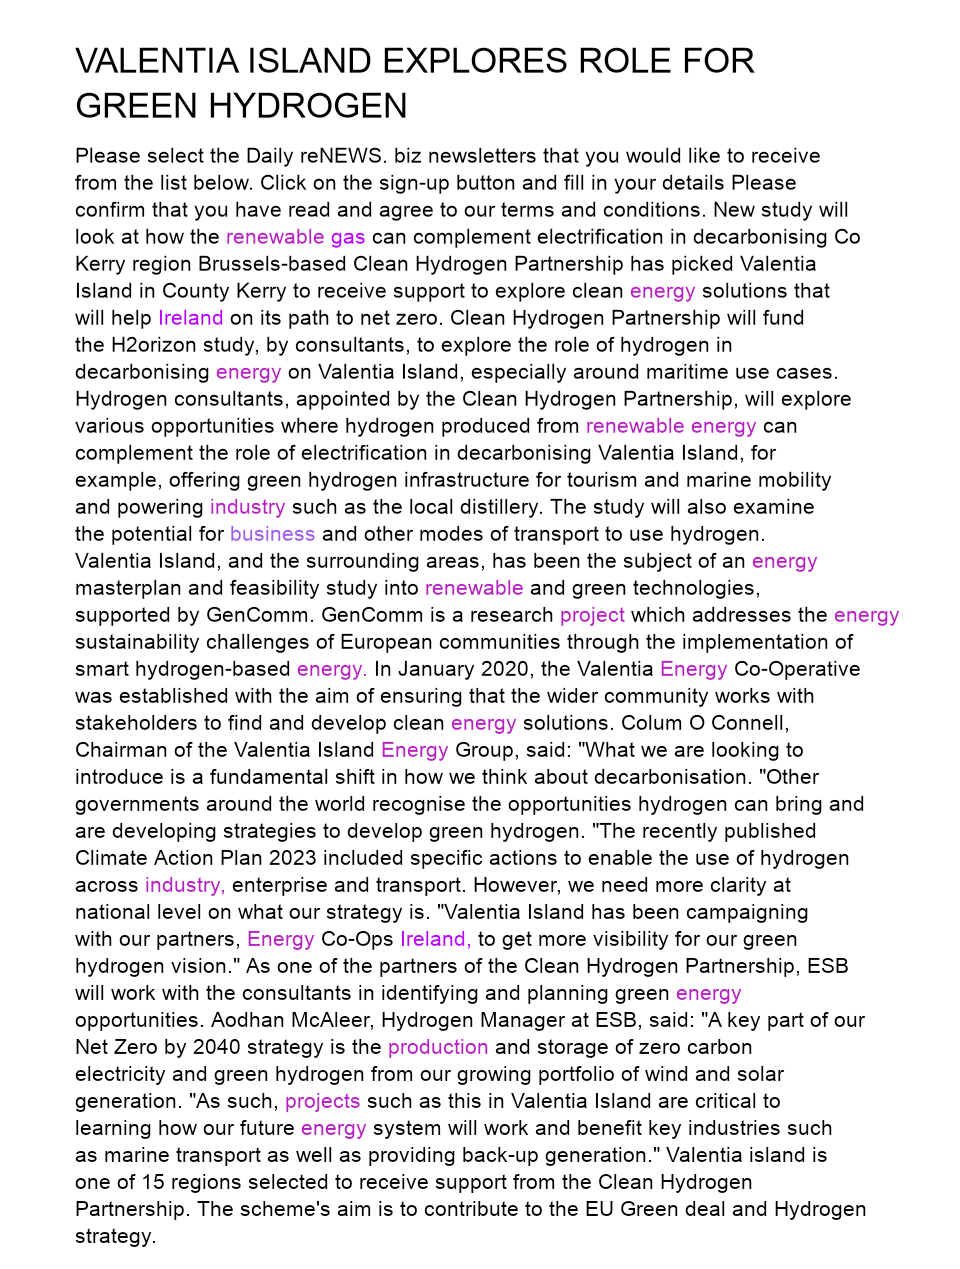 VALENTIA ISLAND EXPLORES ROLE FOR
GREEN HYDROGEN
Please select the Daily reNEWS. biz newsletters that you would like to receive
from the list below. Click on the sign-up button and fill in your details Please
confirm that you have read and agree to our terms and conditions. New study will
look at how the renewable gas can complement electrification in decarbonising Co
Kerry region Brussels-based Clean Hydrogen Partnership has picked Valentia
Island in County Kerry to receive support to explore clean energy solutions that
will help Ireland on its path to net zero. Clean Hydrogen Partnership will fund
the H2orizon study, by consultants, to explore the role of hydrogen in
decarbonising energy on Valentia Island, especially around maritime use cases.
Hydrogen consultants, appointed by the Clean Hydrogen Partnership, will explore
various opportunities where hydrogen produced from renewable energy can
complement the role of electrification in decarbonising Valentia Island, for
example, offering green hydrogen infrastructure for tourism and marine mobility
and powering industry such as the local distillery. The study will also examine
the potential for business and other modes of transport to use hydrogen.
Valentia Island, and the surrounding areas, has been the subject of an energy
masterplan and feasibility study into renewable and green technologies,
supported by GenComm. GenComm is a research project which addresses the energy
sustainability challenges of European communities through the implementation of
smart hydrogen-based energy. In January 2020, the Valentia Energy Co-Operative
was established with the aim of ensuring that the wider community works with
stakeholders to find and develop clean energy solutions. Colum O Connell,
Chairman of the Valentia Island Energy Group, said: "What we are looking to
introduce is a fundamental shift in how we think about decarbonisation. "Other
governments around the world recognise the opportunities hydrogen can bring and
are developing strategies to develop green hydrogen. "The recently published
Climate Action Plan 2023 included specific actions to enable the use of hydrogen
across industry, enterprise and transport. However, we need more clarity at
national level on what our strategy is. "Valentia Island has been campaigning
with our partners, Energy Co-Ops Ireland, to get more visibility for our green
hydrogen vision." As one of the partners of the Clean Hydrogen Partnership, ESB
will work with the consultants in identifying and planning green energy
opportunities. Aodhan McAleer, Hydrogen Manager at ESB, said: "A key part of our
Net Zero by 2040 strategy is the production and storage of zero carbon
electricity and green hydrogen from our growing portfolio of wind and solar
generation. "As such, projects such as this in Valentia Island are critical to
learning how our future energy system will work and benefit key industries such
as marine transport as well as providing back-up generation." Valentia island is
one of 15 regions selected to receive support from the Clean Hydrogen
Partnership. The scheme's aim is to contribute to the EU Green deal and Hydrogen
strategy.